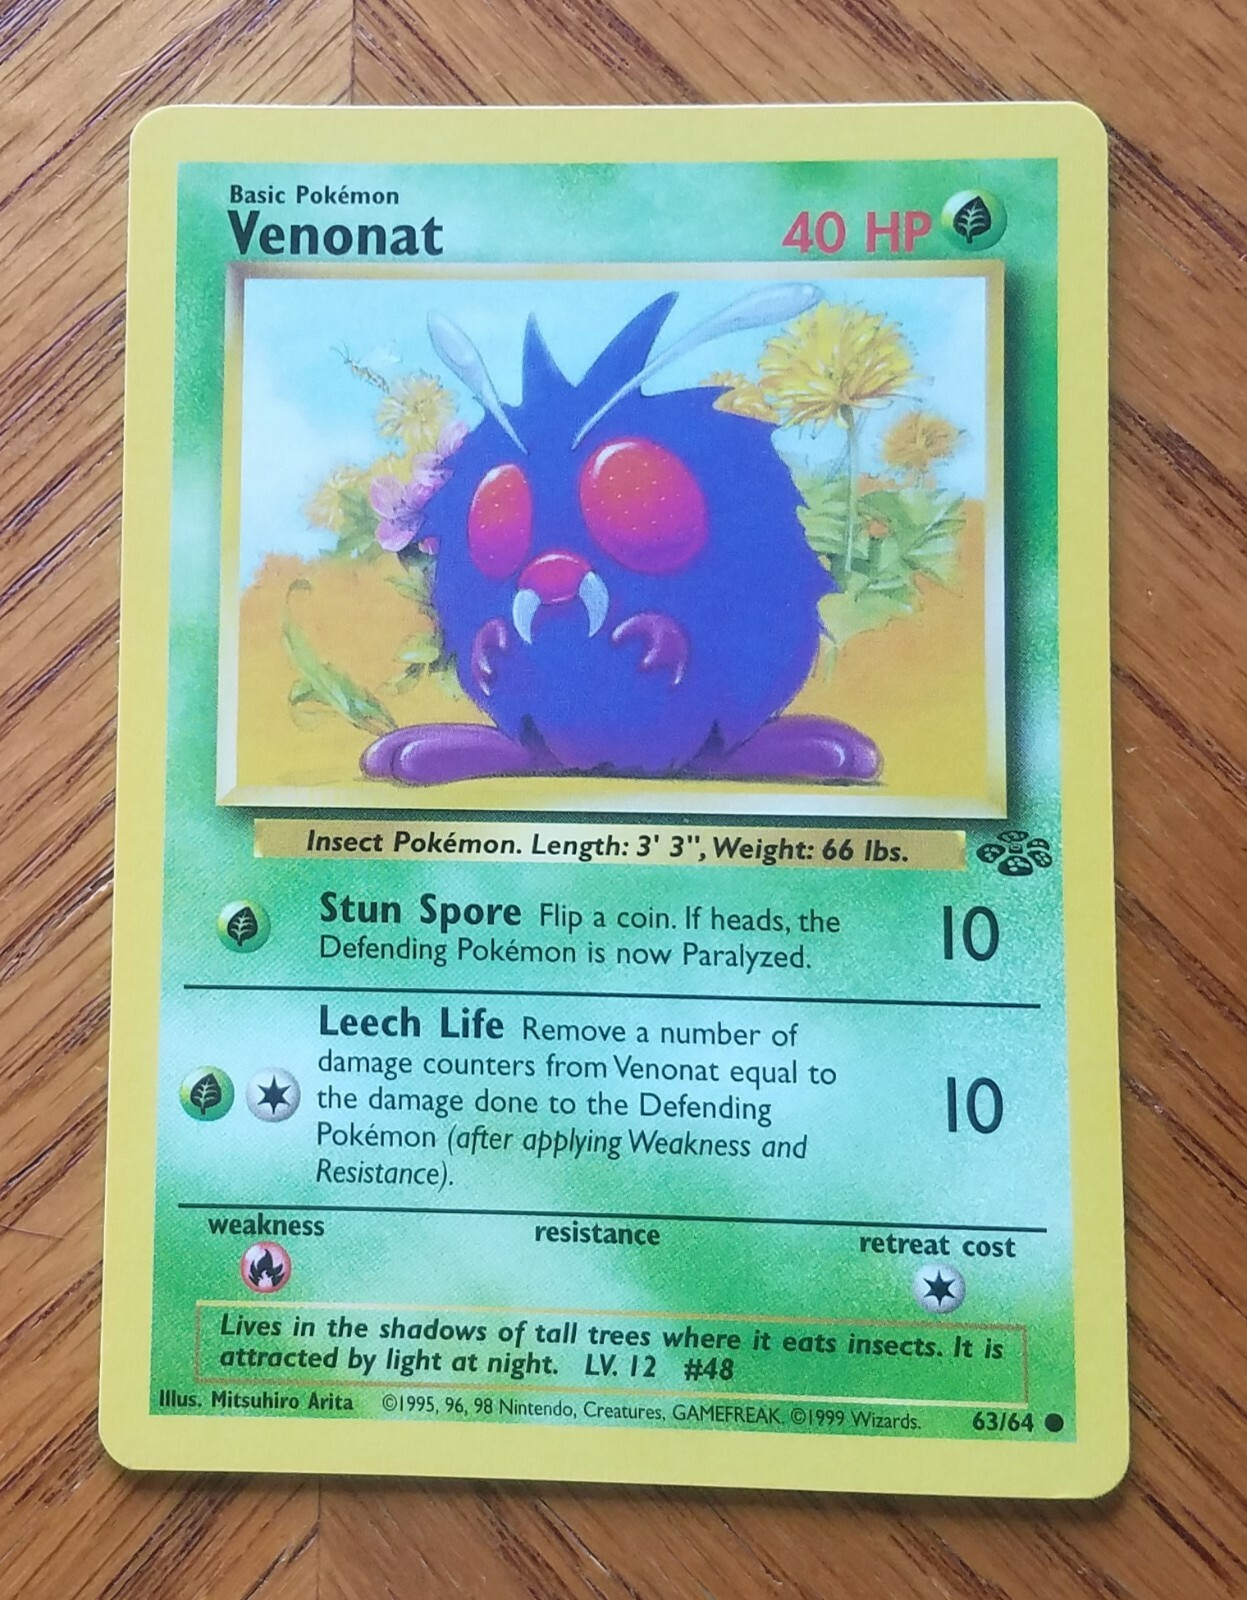 Basic Pokémon
Venonat 40 HP
Insect Pokémon. Length: 3' 3", Weight: 66 lbs.
Stun Spore Flip a coin. If heads, the
Defending Pokémon is now Paralyzed.
10
Leech Life Remove a number of
damage counters from Venonat equal to
the damage done to the Defending
Pokémon (after applying Weakness and
Resistance).
10
weakness resistance retreat cost
Lives in the shadows of tall trees where it eats insects. It is
attracted by light at night. LV. 12 #48
Illus. Mitsuhiro Arita ©1995, 96, 98 Nintendo, Creatures, GAMEFREAK. ©1999 Wizards. 63/64